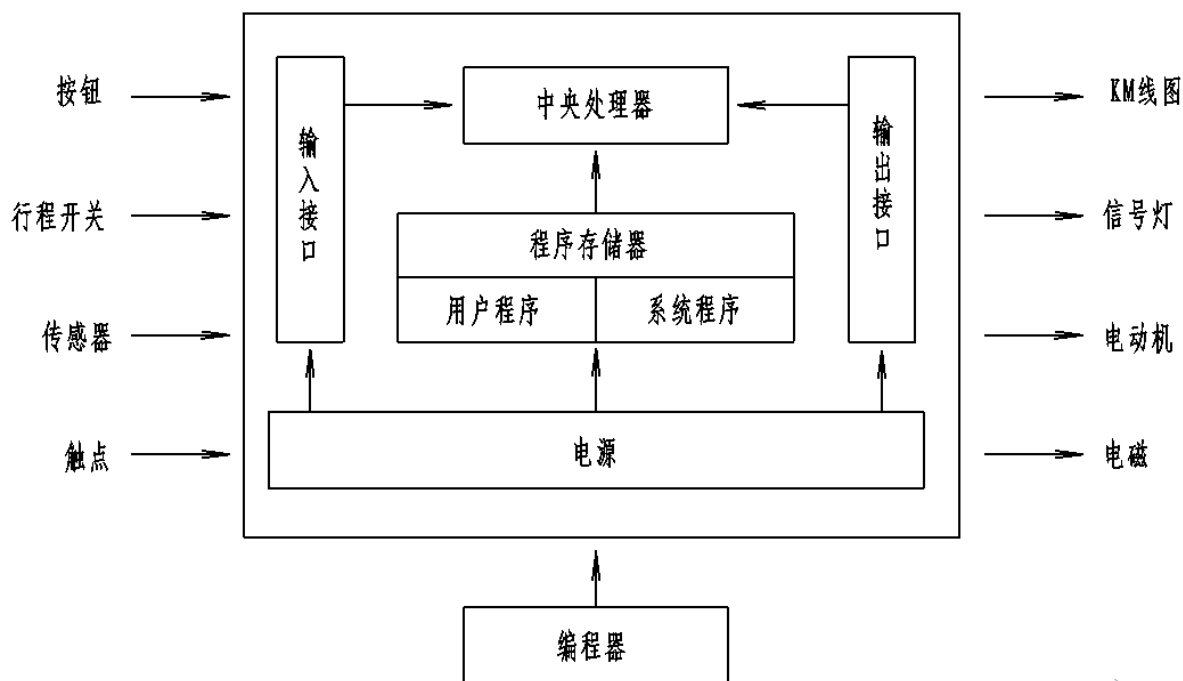 按钮
行程开关
传感器
触点
输入接口
中央处理器
程序存储器
用户程序
系统程序
输出接口
电源
KM线图
信号灯
电动机
电磁
编程器